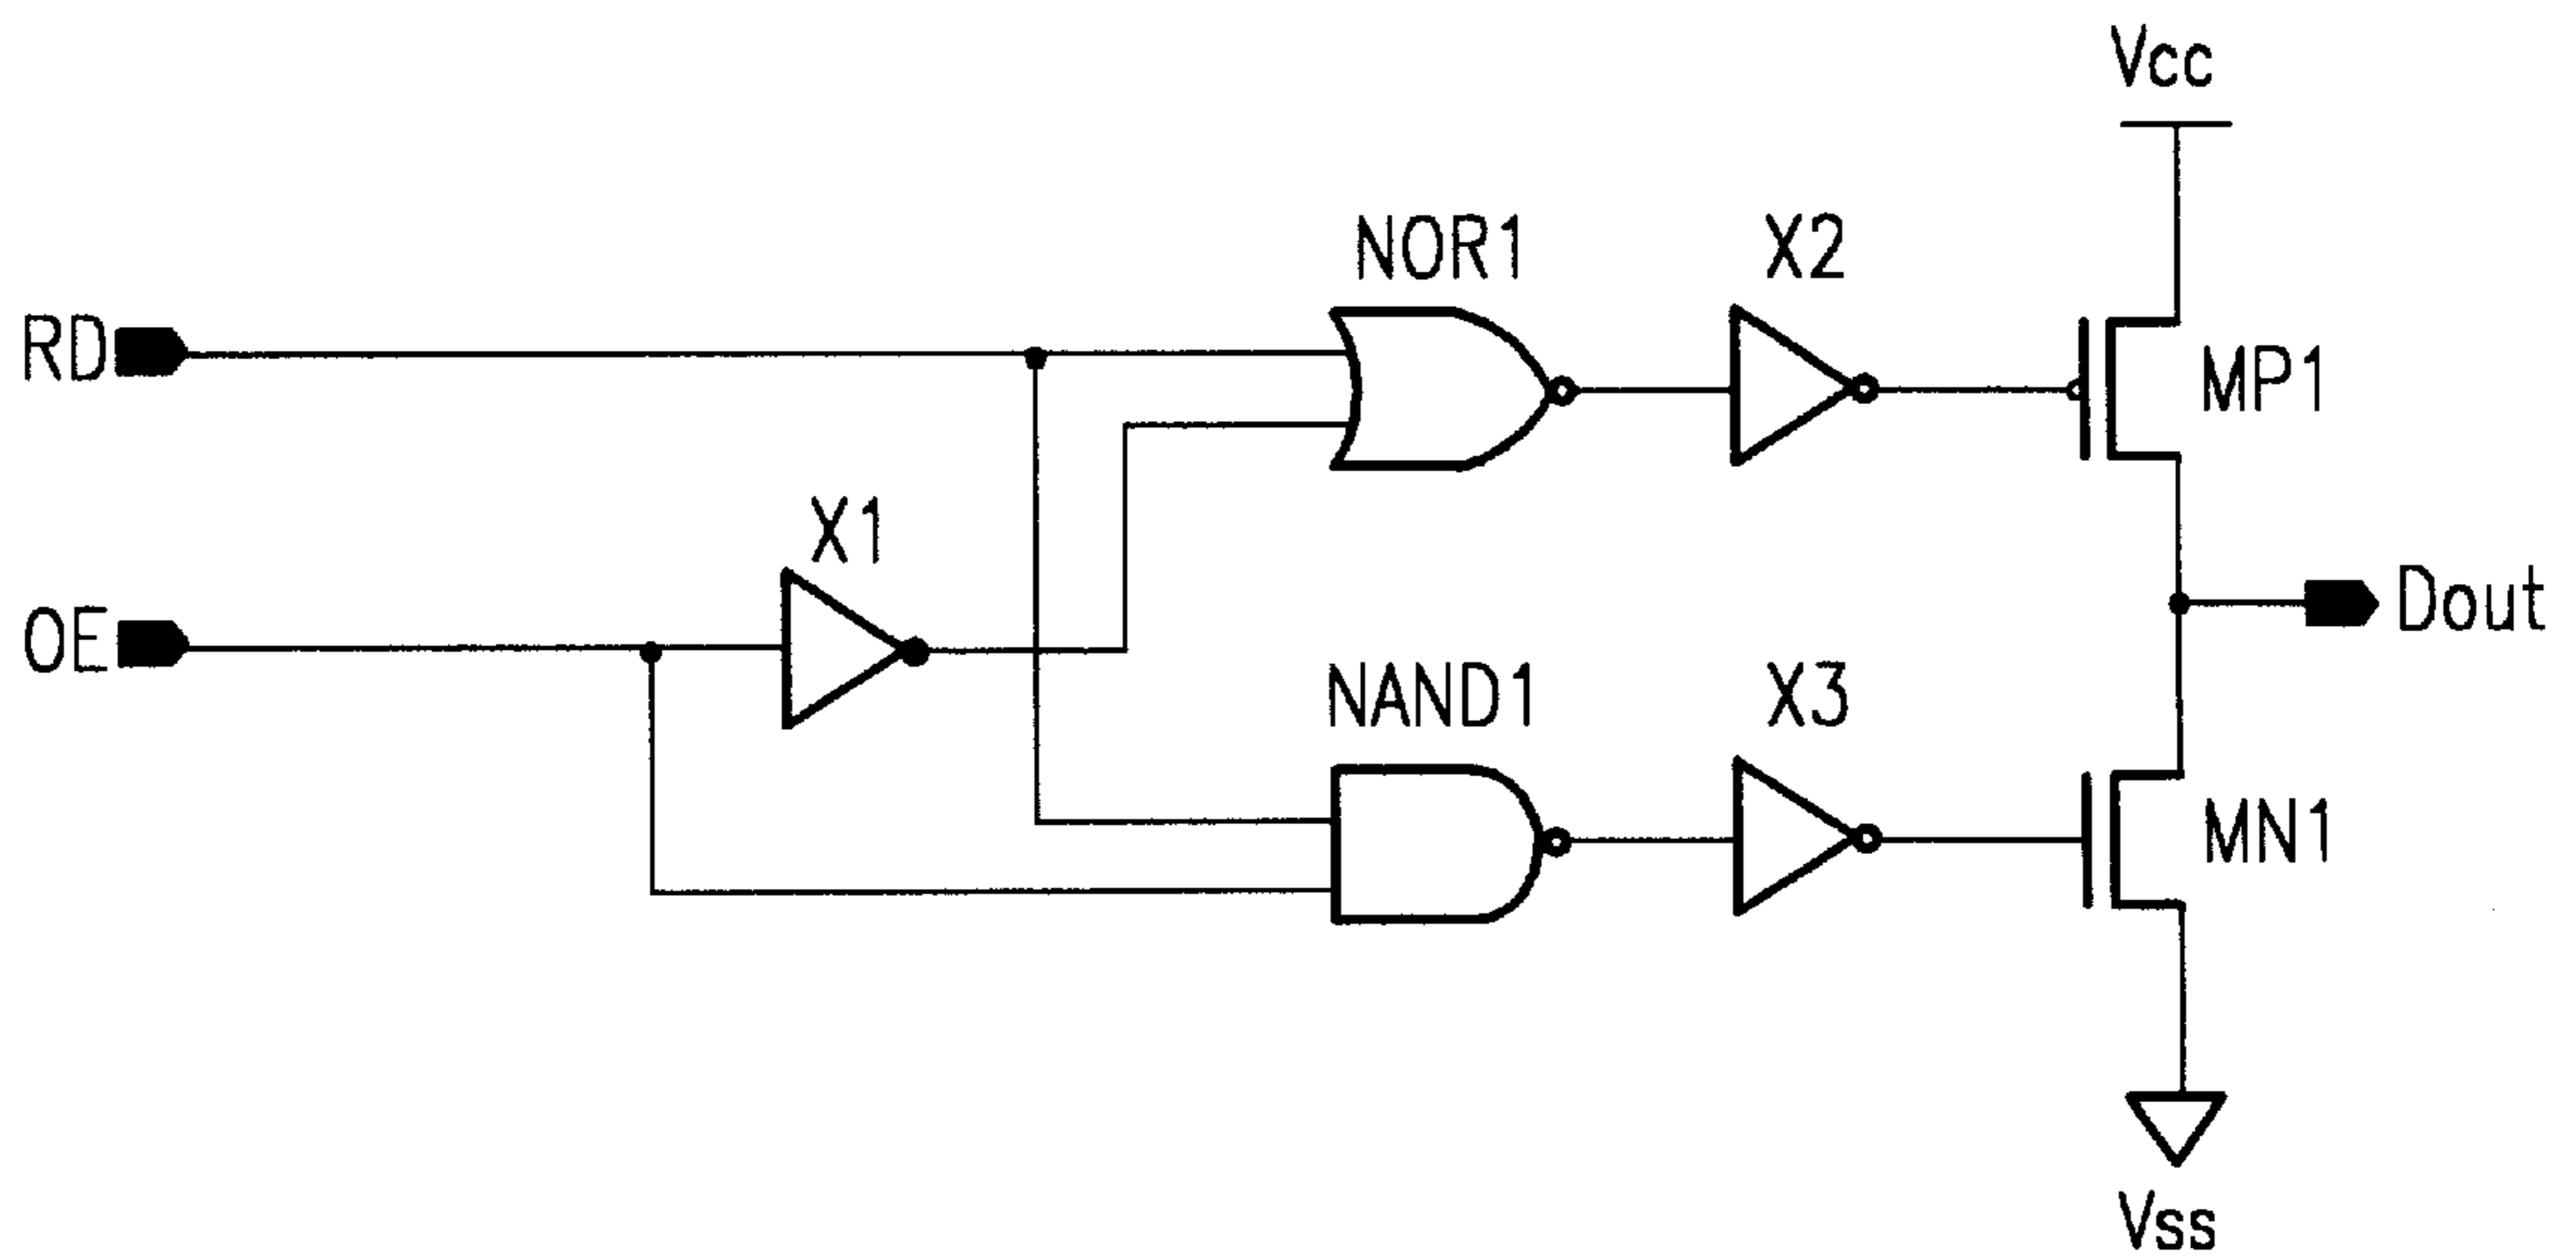 Vcc
NOR1
X2
RD
MP1
X1
Dout
OE
NAND1
X3
MN1
Vss